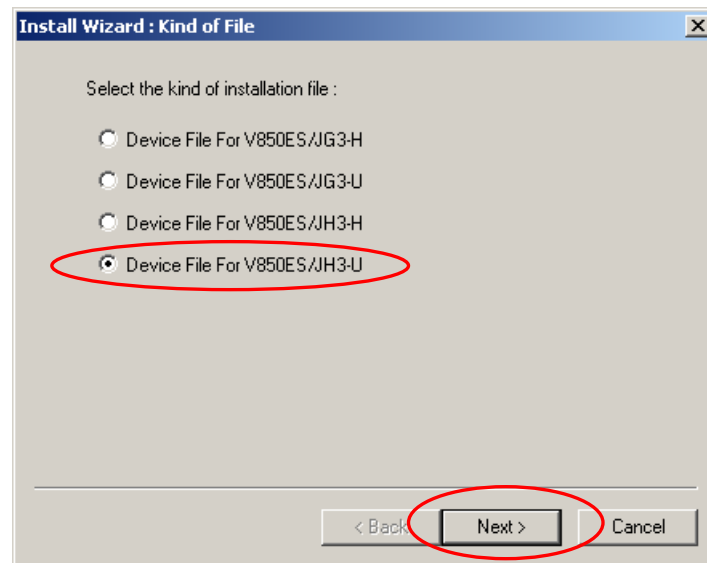 Install Wizard : Kind of File
Select the kind of installation file :
Device File For V850ES/JG3-H
Device File For V850ES/JG3-U
Device File For V850ES/JH3-H
Device File For V850ES/JH3-U
< Back Next > Cancel